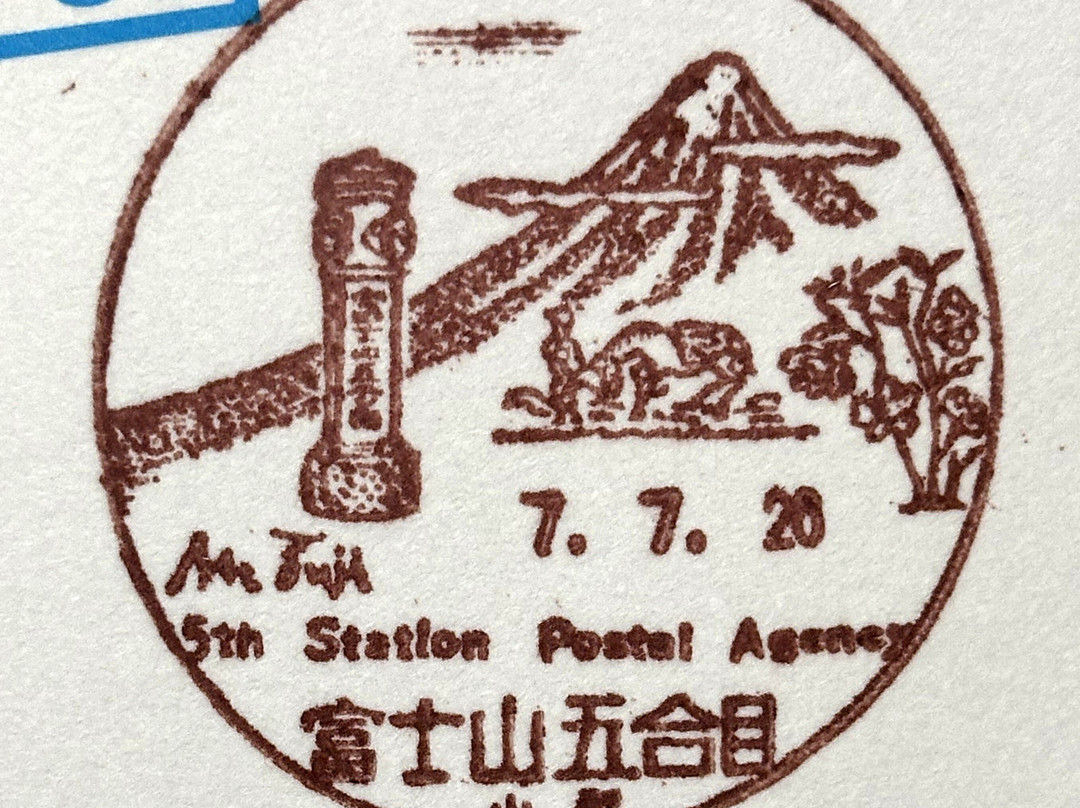 7. 7. 20
Mt. Fuji
5th Station Postal Agency
富士山五合目